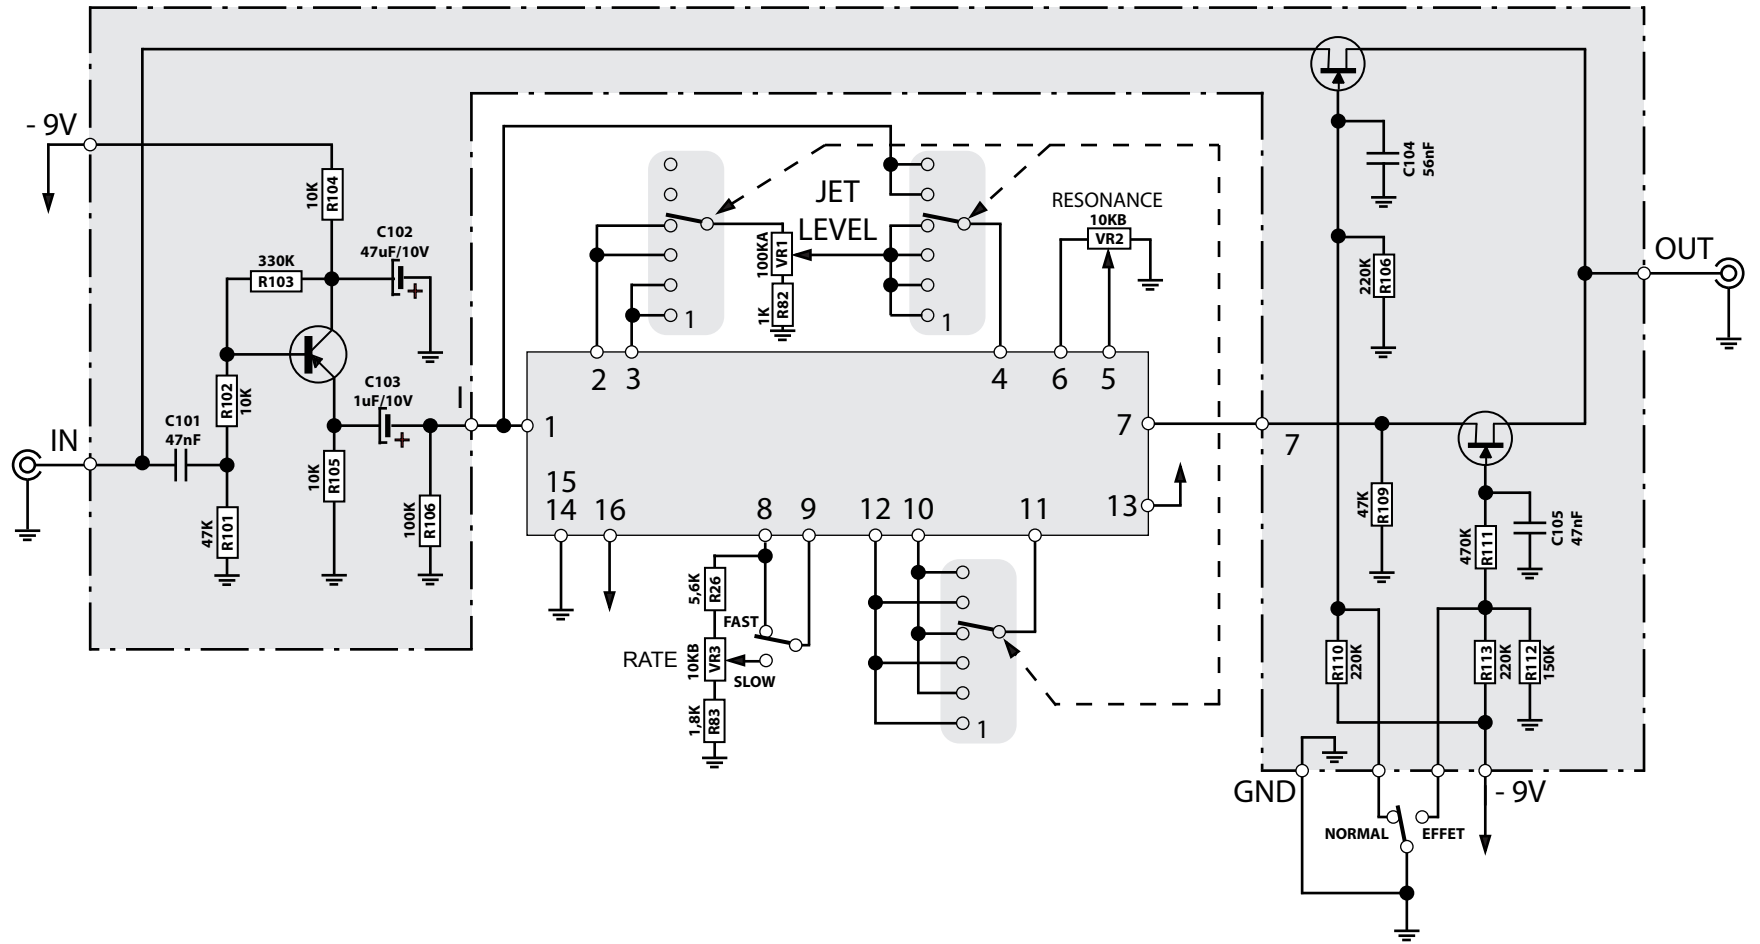 - 9V
10K
R104
C102
47uF/10V
+
330K
R103
R102
10K
C101
47nF
IN
47K
R101
10K
R105
C103
1uF/10V
+
100K
R106
I
1
JET
LEVEL
100KA
VR1
1K
R82
1
1
RESONANCE
10KB
VR2
2
3
4
6
5
1
7
13
15
14
16
8
9
12
10
11
5,6K
R26
FAST
RATE
10KB
VR3
SLOW
1,8K
R83
1
7
C104
56nF
220K
R106
OUT
47K
R109
470K
R111
C105
47nF
R110
220K
R113
220K
R112
150K
GND
- 9V
NORMAL
EFFET